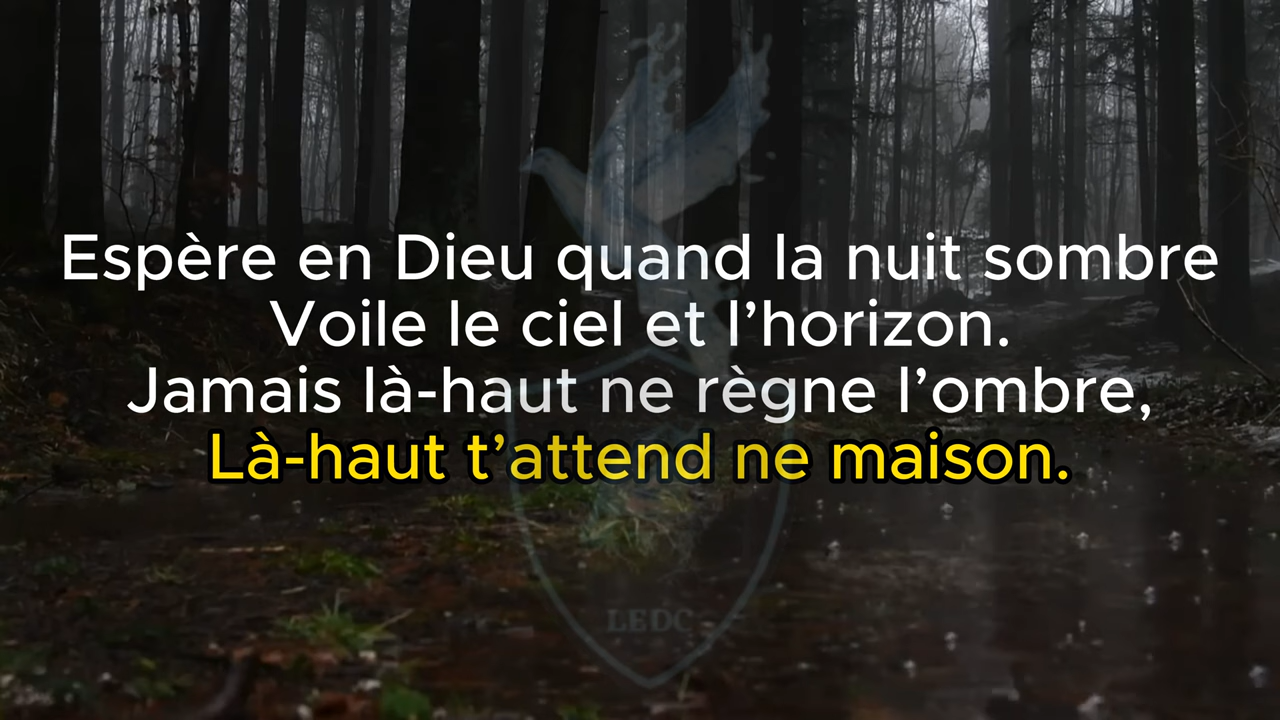 Espère en Dieu quand la nuit sombre
Voile le ciel et l’horizon.
Jamais là-haut ne règne l’ombre,
Là-haut t’attend ne maison.
LEDC